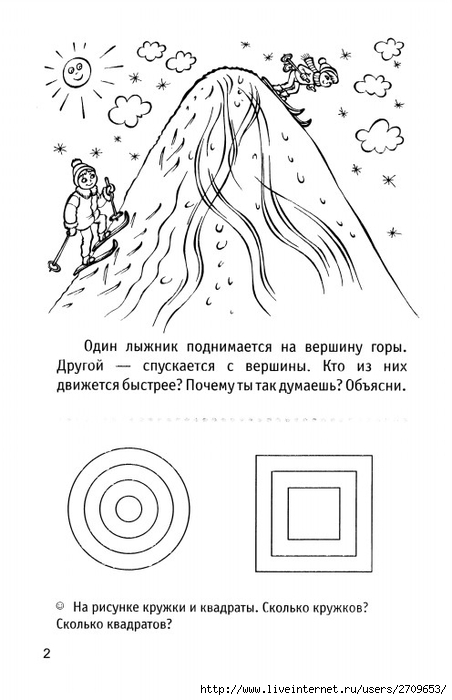 Один лыжник поднимается на вершину горы.
Другой — спускается с вершины. Кто из них
движется быстрее? Почему ты так думаешь? Объясни.
На рисунке кружки и квадраты. Сколько кружков?
Сколько квадратов?
2
http://www.liveinternet.ru/users/2709653/